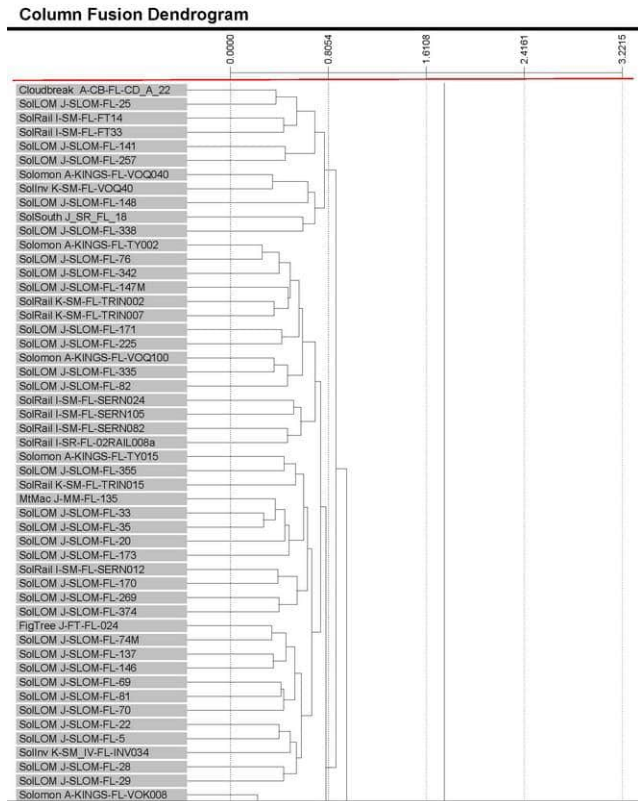 Column Fusion Dendrogram
0.0000
0.8054
1.6108
2.4161
3.2215
Cloudbreak A-CB-FL-CD_A_22
SolLOM J-SLOM-FL-25
SolRail I-SM-FL-FT14
SolRail I-SM-FL-FT33
SolLOM J-SLOM-FL-141
SolLOM J-SLOM-FL-257
Solomon A-KINGS-FL-VOQ040
SolInv K-SM-FL-VOQ40
SolLOM J-SLOM-FL-148
SolSouth J_SR_FL_18
SolLOM J-SLOM-FL-338
Solomon A-KINGS-FL-TY002
SolLOM J-SLOM-FL-76
SolLOM J-SLOM-FL-342
SolLOM J-SLOM-FL-147M
SolRail K-SM-FL-TRIN002
SolRail K-SM-FL-TRIN007
SolLOM J-SLOM-FL-171
SolLOM J-SLOM-FL-225
Solomon A-KINGS-FL-VOQ100
SolLOM J-SLOM-FL-335
SolLOM J-SLOM-FL-82
SolRail I-SM-FL-SERN024
SolRail I-SM-FL-SERN105
SolRail I-SM-FL-SERN082
SolRail I-SR-FL-02RAIL008a
Solomon A-KINGS-FL-TY015
SolLOM J-SLOM-FL-355
SolRail K-SM-FL-TRIN015
MtMac J-MM-FL-135
SolLOM J-SLOM-FL-33
SolLOM J-SLOM-FL-35
SolLOM J-SLOM-FL-20
SolLOM J-SLOM-FL-173
SolRail I-SM-FL-SERN012
SolLOM J-SLOM-FL-170
SolLOM J-SLOM-FL-269
SolLOM J-SLOM-FL-374
FigTree J-FT-FL-024
SolLOM J-SLOM-FL-74M
SolLOM J-SLOM-FL-137
SolLOM J-SLOM-FL-146
SolLOM J-SLOM-FL-69
SolLOM J-SLOM-FL-81
SolLOM J-SLOM-FL-70
SolLOM J-SLOM-FL-22
SolLOM J-SLOM-FL-5
SolInv K-SM_IV-FL-INV034
SolLOM J-SLOM-FL-28
SolLOM J-SLOM-FL-29
Solomon A-KINGS-FL-VOK008